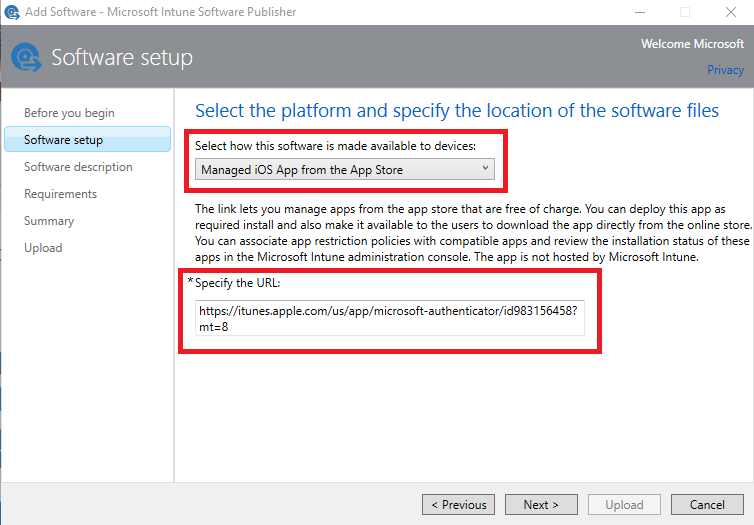 Add Software - Microsoft Intune Software Publisher
Software setup
Welcome Microsoft
Privacy
Before you begin
Software setup
Software description
Requirements
Summary
Upload
Select the platform and specify the location of the software files
Select how this software is made available to devices:
Managed iOS App from the App Store
The link lets you manage apps from the app store that are free of charge. You can deploy this app as
required install and also make it available to the users to download the app directly from the online store.
You can associate app restriction policies with compatible apps and review the installation status of these
apps in the Microsoft Intune administration console. The app is not hosted by Microsoft Intune.
* Specify the URL:
https://itunes.apple.com/us/app/microsoft-authenticator/id983156458?
mt=8
< Previous
Next >
Upload
Cancel